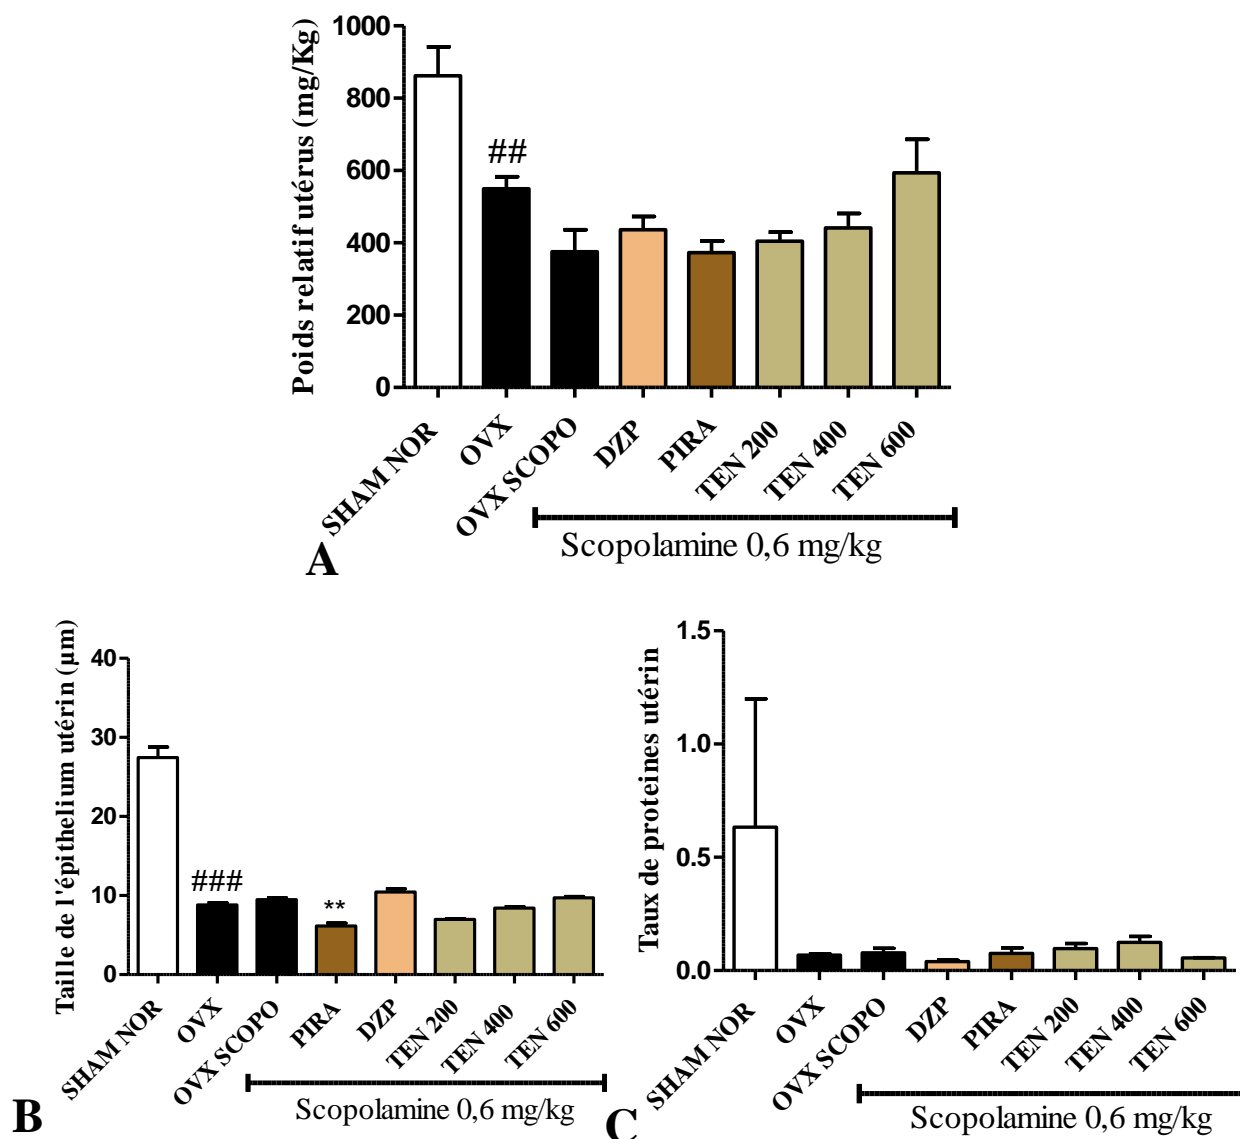 Poids relatif utérus (mg/Kg)
1000
800
600
400
200
0
##
SHAM NOR
OVX
OVX SCOPO
DZP
PIRA
TEN 200
TEN 400
TEN 600
Scopolamine 0,6 mg/kg
A
Taille de l'épithelium utérin (µm)
40
30
20
10
0
###
**
SHAM NOR
OVX
OVX SCOPO
PIRA
DZP
TEN 200
TEN 400
TEN 600
Scopolamine 0,6 mg/kg
B
Taux de proteines utérin
1.5
1.0
0.5
0.0
SHAM NOR
OVX
OVX SCOPO
DZP
PIRA
TEN 200
TEN 400
TEN 600
Scopolamine 0,6 mg/kg
C